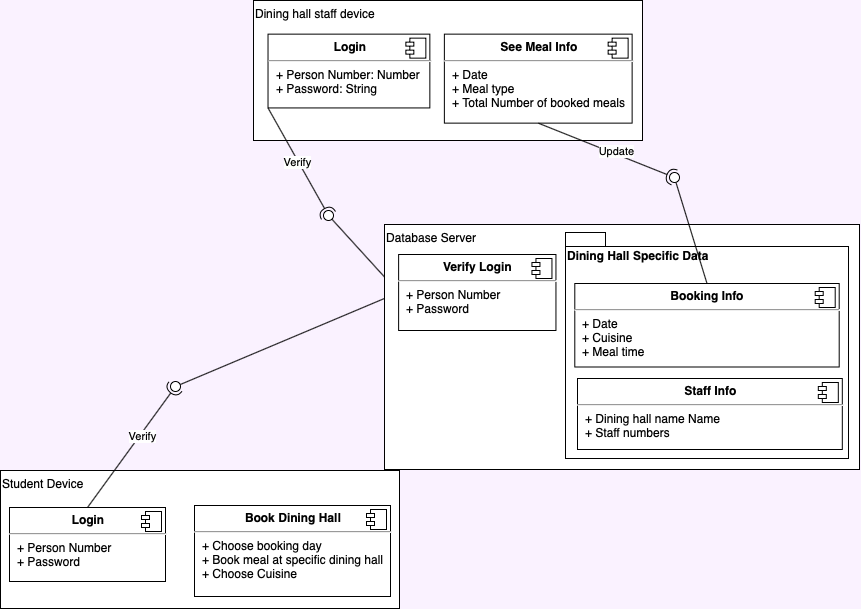 Dining hall staff device
Login
+ Person Number: Number
+ Password: String
See Meal Info
+ Date
+ Meal type
+ Total Number of booked meals
Verify
Update
Database Server
Verify Login
+ Person Number
+ Password
Dining Hall Specific Data
Booking Info
+ Date
+ Cuisine
+ Meal time
Staff Info
+ Dining hall name Name
+ Staff numbers
Verify
Student Device
Login
+ Person Number
+ Password
Book Dining Hall
+ Choose booking day
+ Book meal at specific dining hall
+ Choose Cuisine